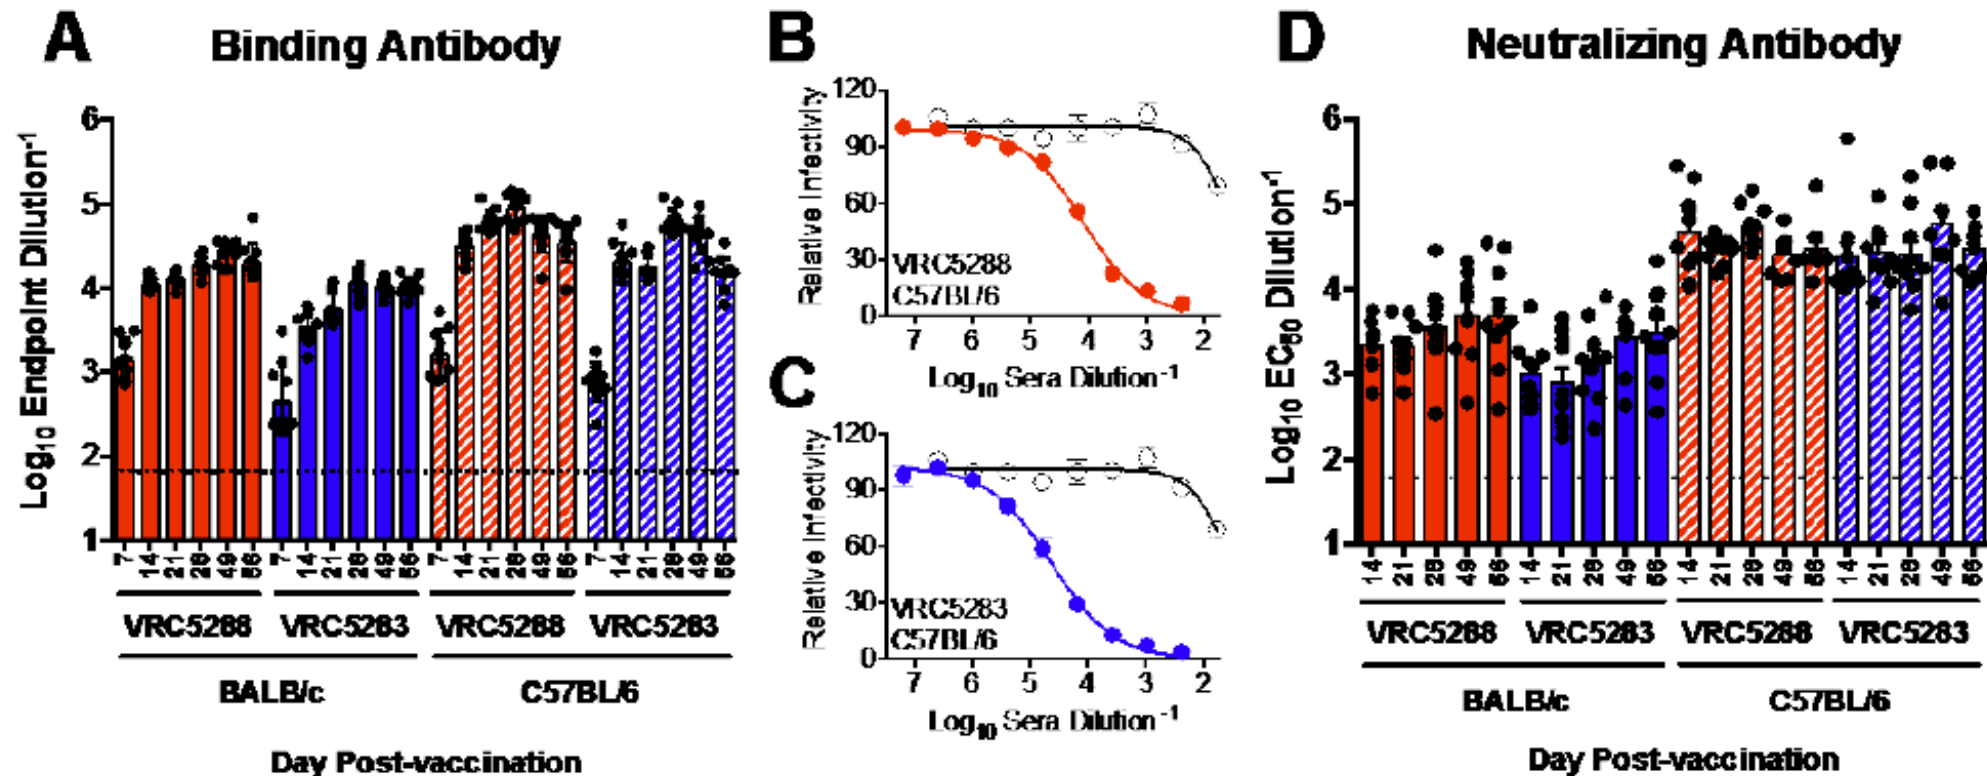 A Binding Antibody
Log10 Endpoint Dilution-1
6
5
4
3
2
1
7 14 21 28 49 56 7 14 21 28 49 56 7 14 21 28 49 56 7 14 21 28 49 56
VRC5288 VRC5283 VRC5288 VRC5283
BALB/c C57BL/6
Day Post-vaccination
B
Relative Infectivity
120
90
60
30
0
VRC5288
C57BL/6
7 6 5 4 3 2
Log10 Sera Dilution-1
C
Relative Infectivity
120
90
60
30
0
VRC5283
C57BL/6
7 6 5 4 3 2
Log10 Sera Dilution-1
D Neutralizing Antibody
Log10 EC50 Dilution-1
6
5
4
3
2
1
14 21 28 49 56 14 21 28 49 56 14 21 28 49 56 14 21 28 49 56
VRC5288 VRC5283 VRC5288 VRC5283
BALB/c C57BL/6
Day Post-vaccination